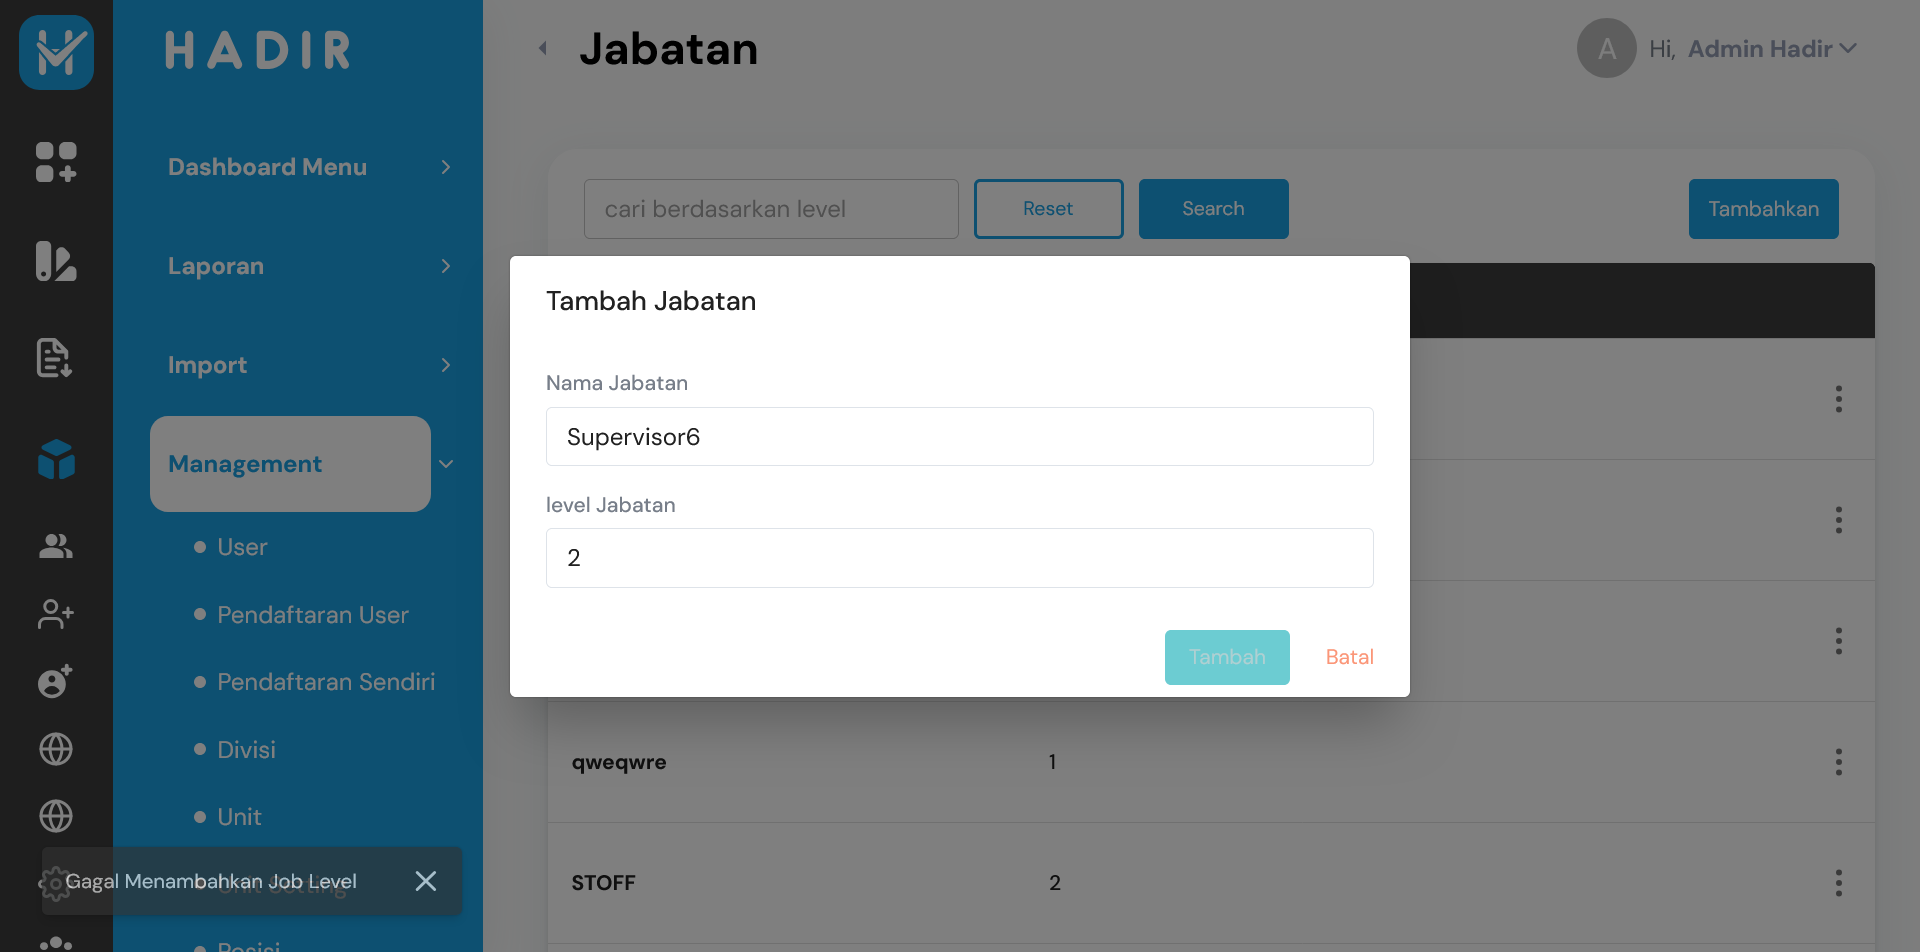 HADIR
Dashboard Menu
Laporan
Import
Management
User
Pendaftaran User
Pendaftaran Sendiri
Divisi
Unit
Unit Setting
Posisi
Gagal Menambahkan Job Level
Jabatan
A
Hi, Admin Hadir
cari berdasarkan level
Reset
Search
Tambahkan
Tambah Jabatan
Nama Jabatan
Supervisor6
level Jabatan
2
Tambah
Batal
qweqwre 1
STOFF 2